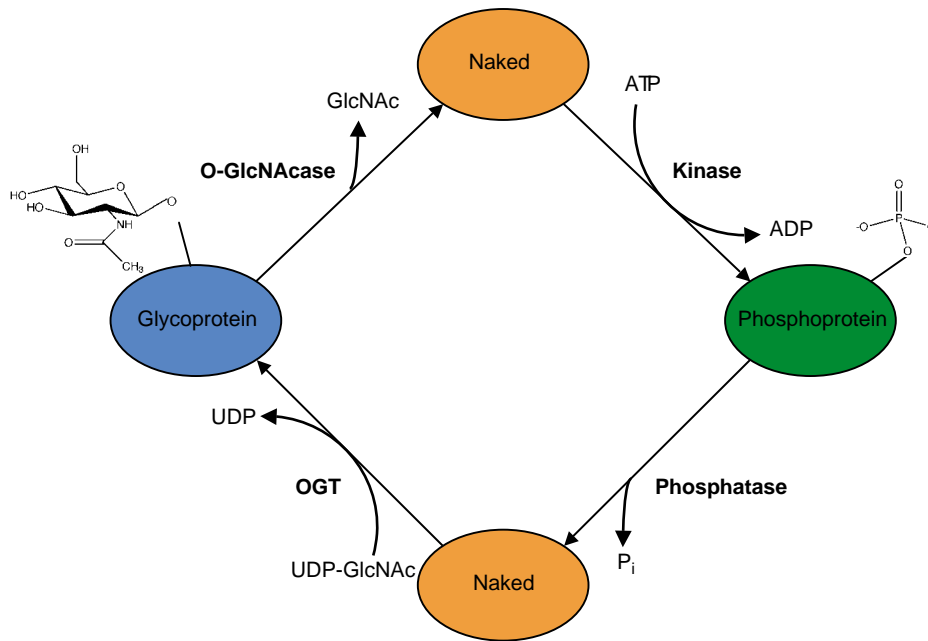 Naked
ATP
GlcNAc
O-GlcNAcase
Kinase
OH
O
HO
O
HO
NH
O
CH3
O
P
-O
O-
O
ADP
Glycoprotein
Phosphoprotein
UDP
OGT
Phosphatase
UDP-GlcNAc
Naked
Pi